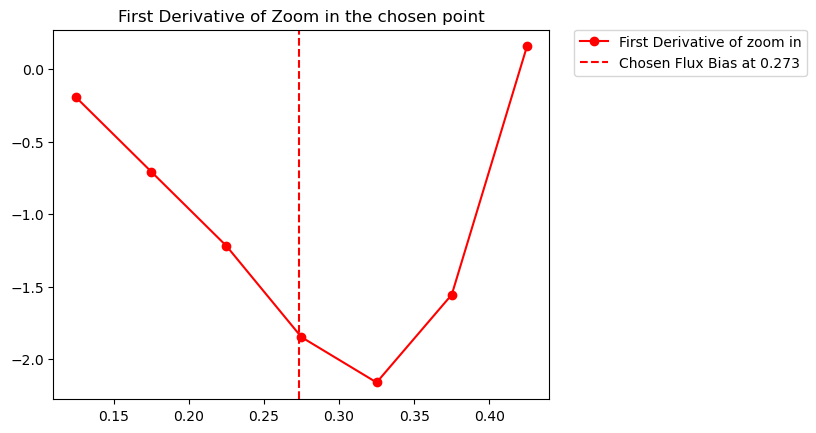 First Derivative of Zoom in the chosen point
First Derivative of zoom in
Chosen Flux Bias at 0.273
0.0
−0.5
−1.0
−1.5
−2.0
0.15 0.20 0.25 0.30 0.35 0.40